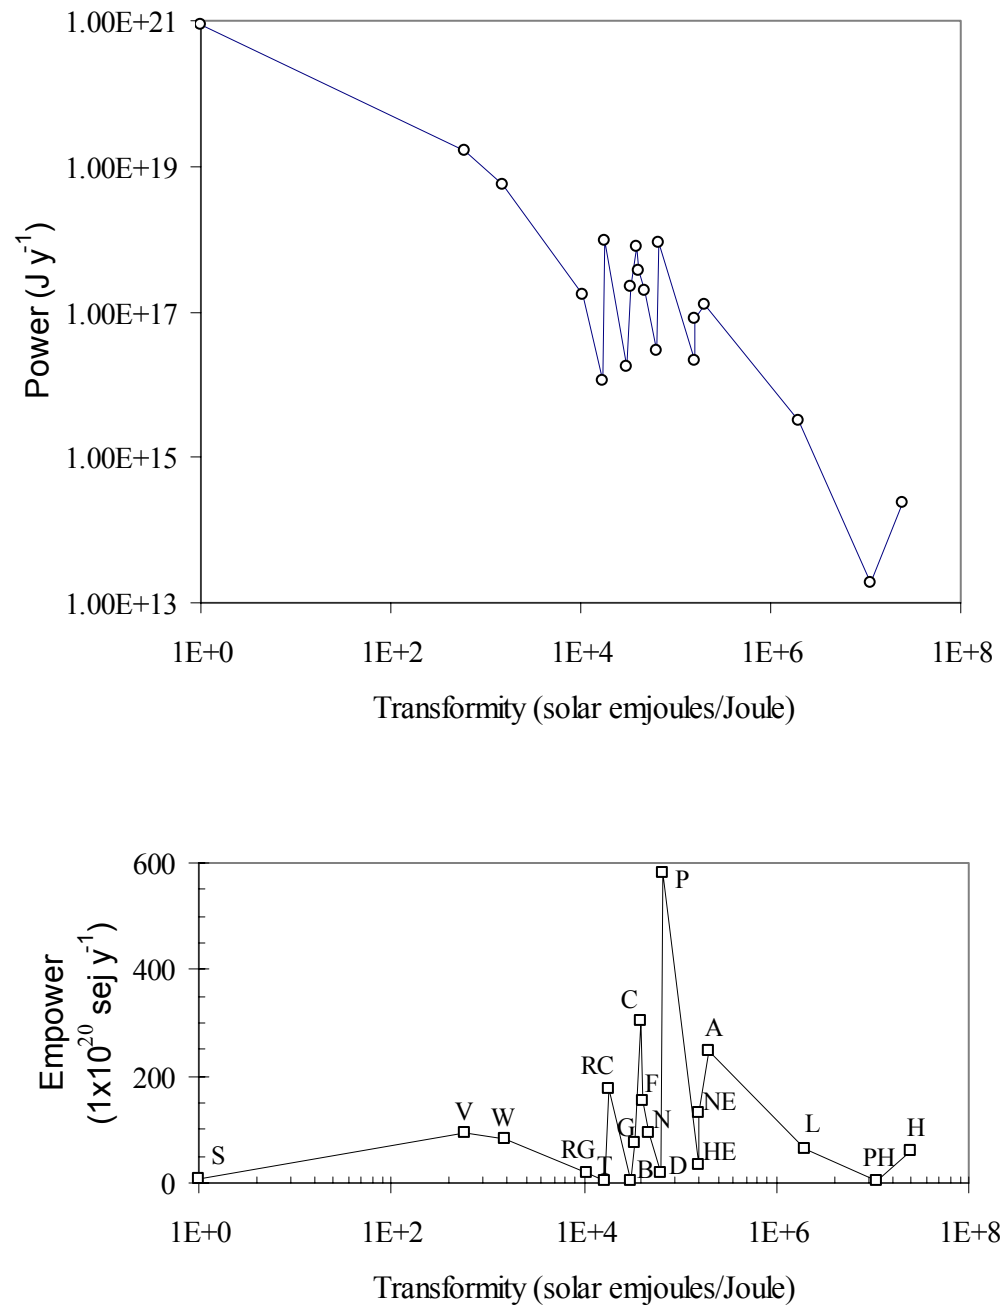 1.00E+21
1.00E+19
1.00E+17
1.00E+15
1.00E+13
Power (J y⁻¹)
1E+0 1E+2 1E+4 1E+6 1E+8
Transformity (solar emjoules/Joule)
600
400
200
0
Empower
(1x10²⁰ sej y⁻¹)
P
C
A
RC
F
NE
V
W
G
N
L
H
S
RG
T
B
D
HE
PH
1E+0 1E+2 1E+4 1E+6 1E+8
Transformity (solar emjoules/Joule)